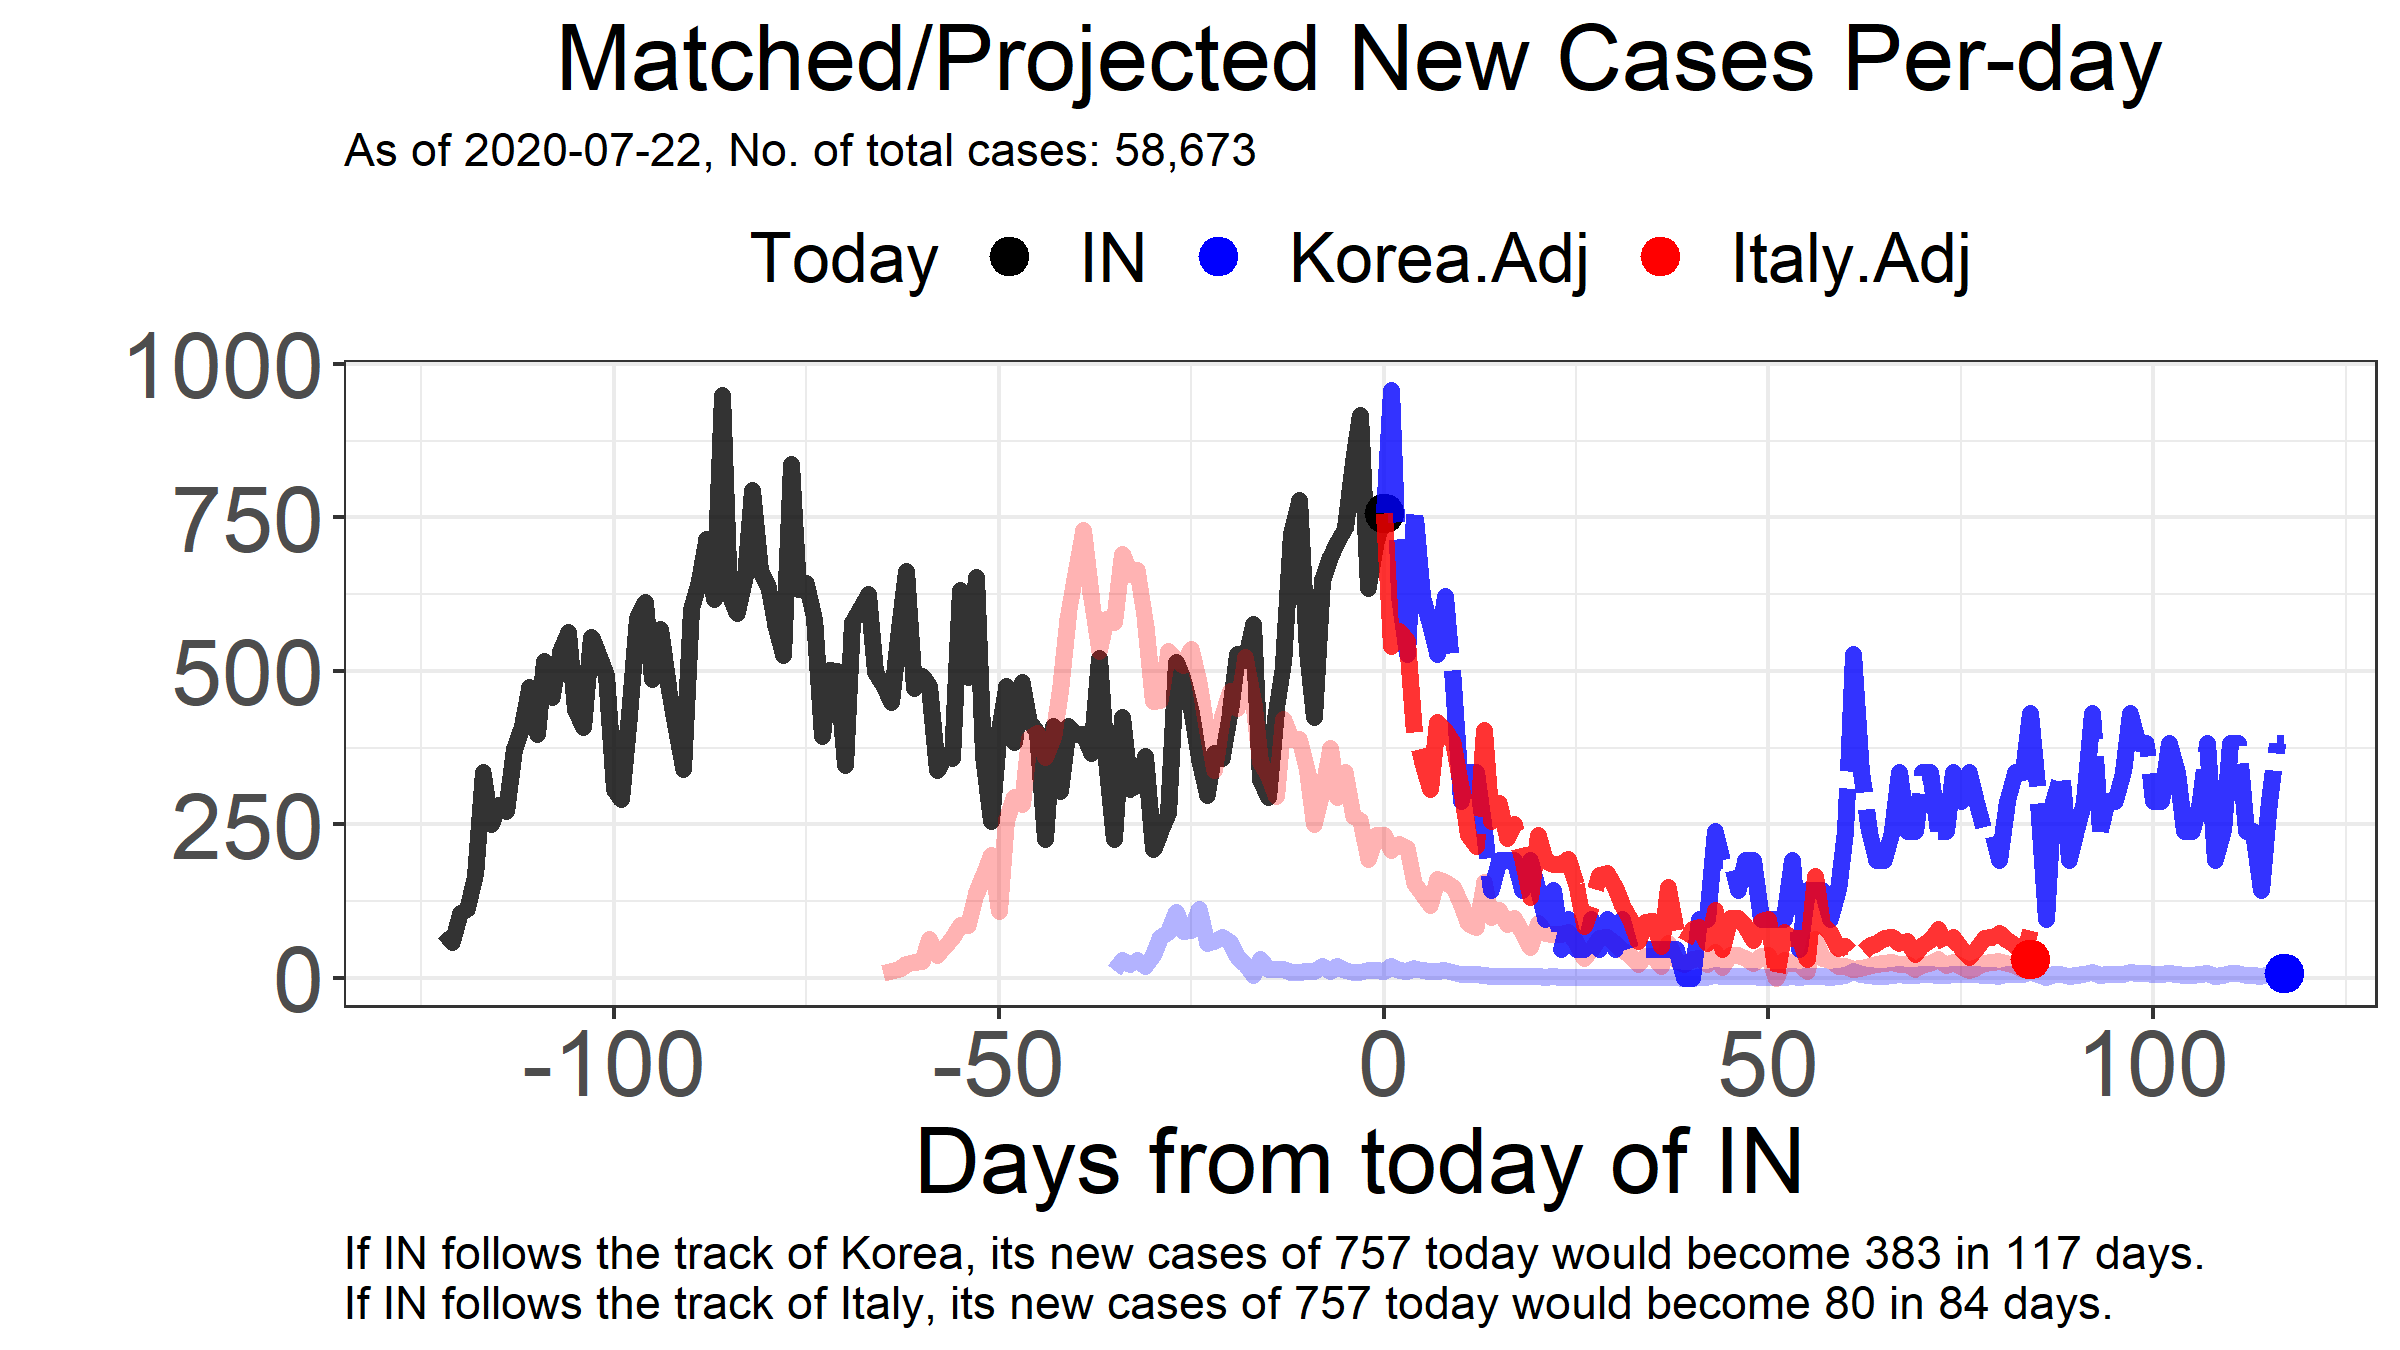 Matched/Projected New Cases Per-day
As of 2020-07-22, No. of total cases: 58,673
Today IN Korea.Adj Italy.Adj
1000
750
500
250
0
-100 -50 0 50 100
Days from today of IN
If IN follows the track of Korea, its new cases of 757 today would become 383 in 117 days.
If IN follows the track of Italy, its new cases of 757 today would become 80 in 84 days.